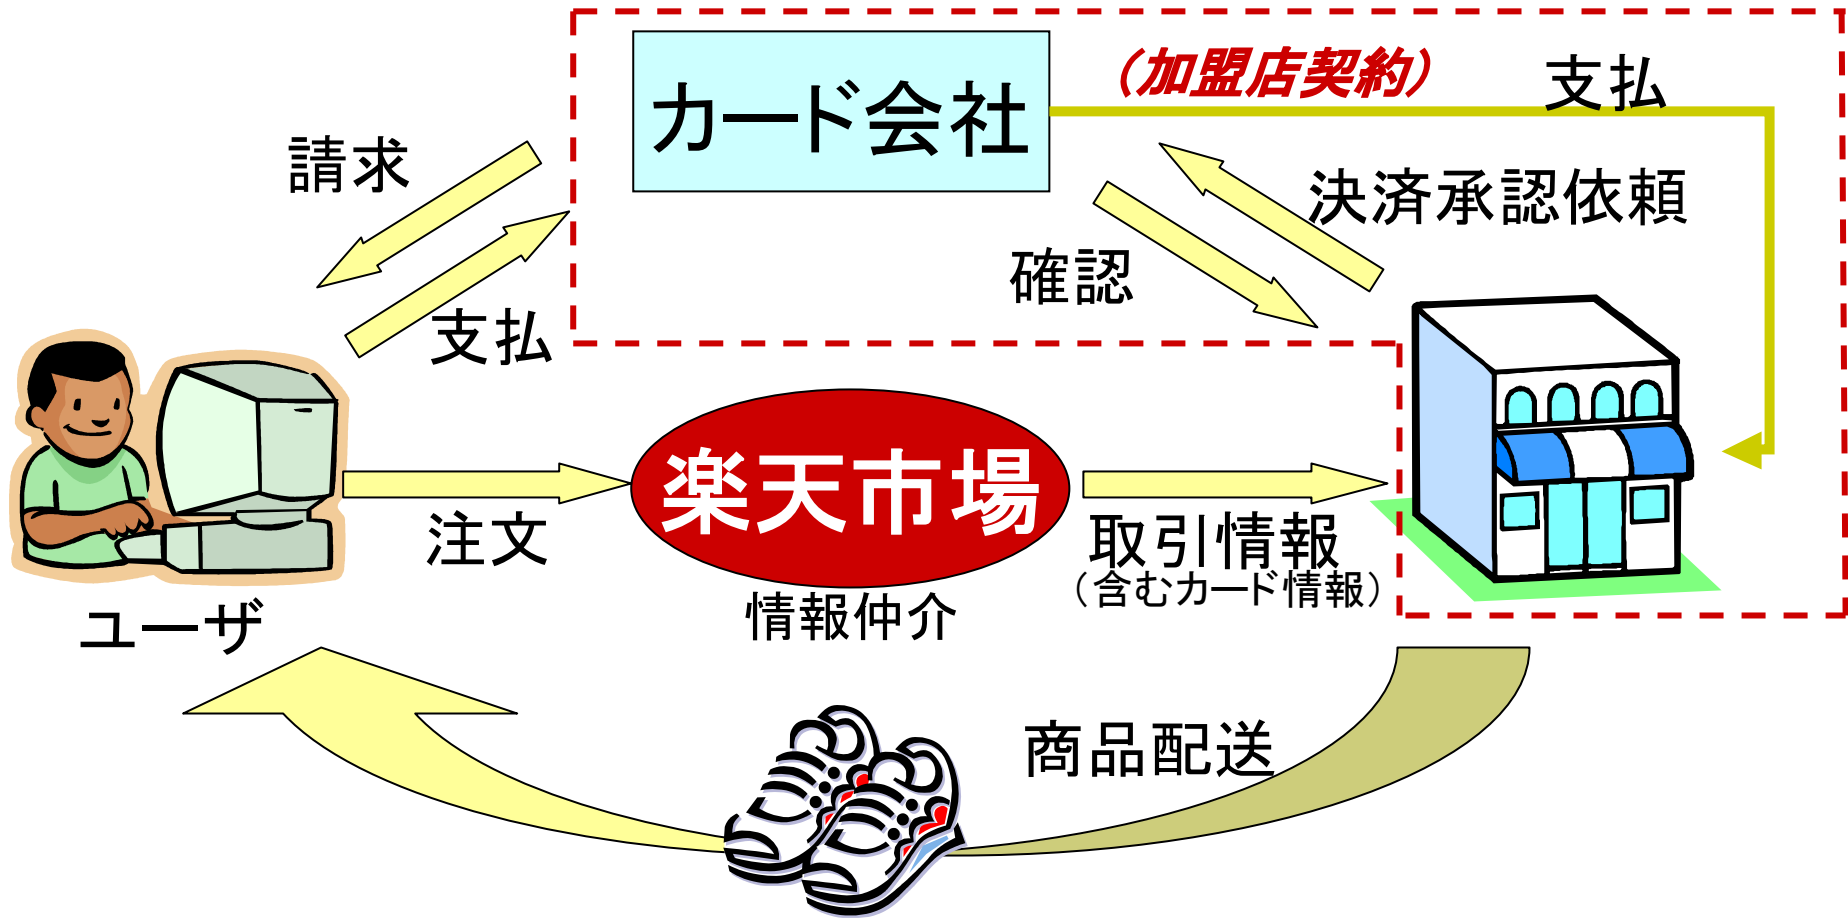 カード会社
（加盟店契約）
支払
請求
決済承認依頼
確認
支払
楽天市場
注文
取引情報
（含むカード情報）
情報仲介
ユーザ
商品配送